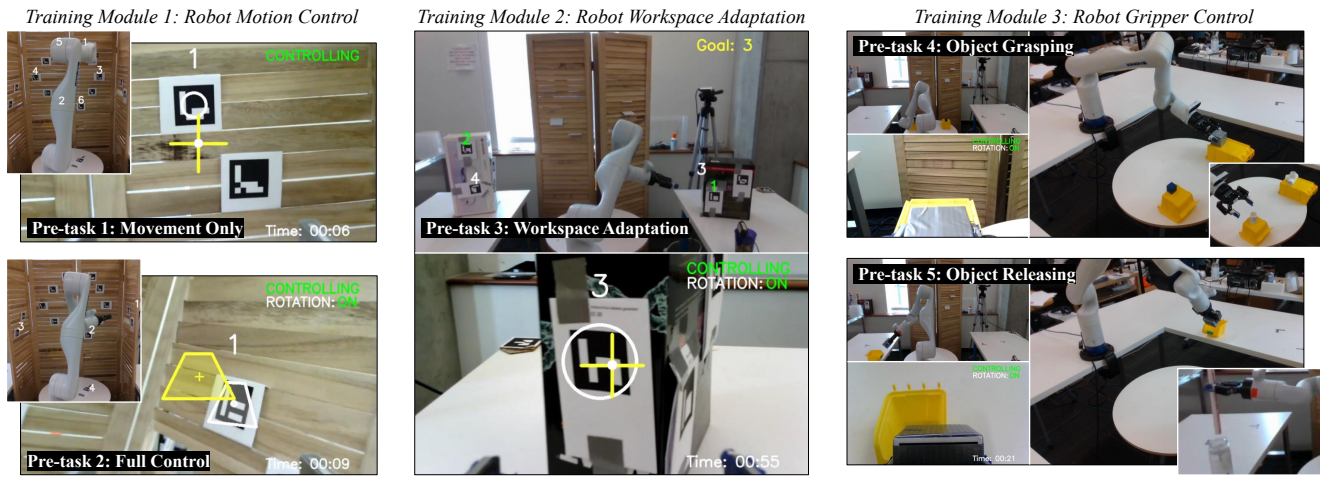 Training Module 1: Robot Motion Control
5
1
4
3
2
6
1
CONTROLLING
Pre-task 1: Movement Only
Time: 00:06
3
1
2
4
CONTROLLING
ROTATION: ON
1
Pre-task 2: Full Control
Time: 00:09
Training Module 2: Robot Workspace Adaptation
Goal: 3
2
4
3
1
Pre-task 3: Workspace Adaptation
CONTROLLING
ROTATION: ON
3
Time: 00:55
Training Module 3: Robot Gripper Control
Pre-task 4: Object Grasping
CONTROLLING
ROTATION: ON
Pre-task 5: Object Releasing
CONTROLLING
ROTATION: ON
Time: 00:21